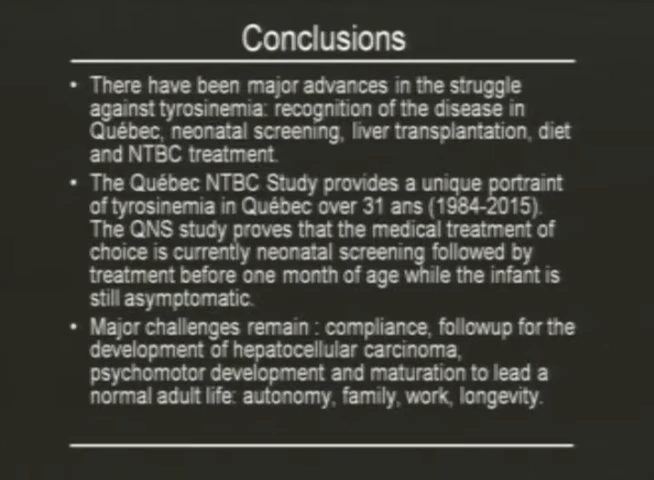 Conclusions
• There have been major advances in the struggle
against tyrosinemia: recognition of the disease in
Québec, neonatal screening, liver transplantation, diet
and NTBC treatment.
• The Québec NTBC Study provides a unique portraint
of tyrosinemia in Québec over 31 ans (1984-2015).
The QNS study proves that the medical treatment of
choice is currently neonatal screening followed by
treatment before one month of age while the infant is
still asymptomatic.
• Major challenges remain : compliance, followup for the
development of hepatocellular carcinoma,
psychomotor development and maturation to lead a
normal adult life: autonomy, family, work, longevity.